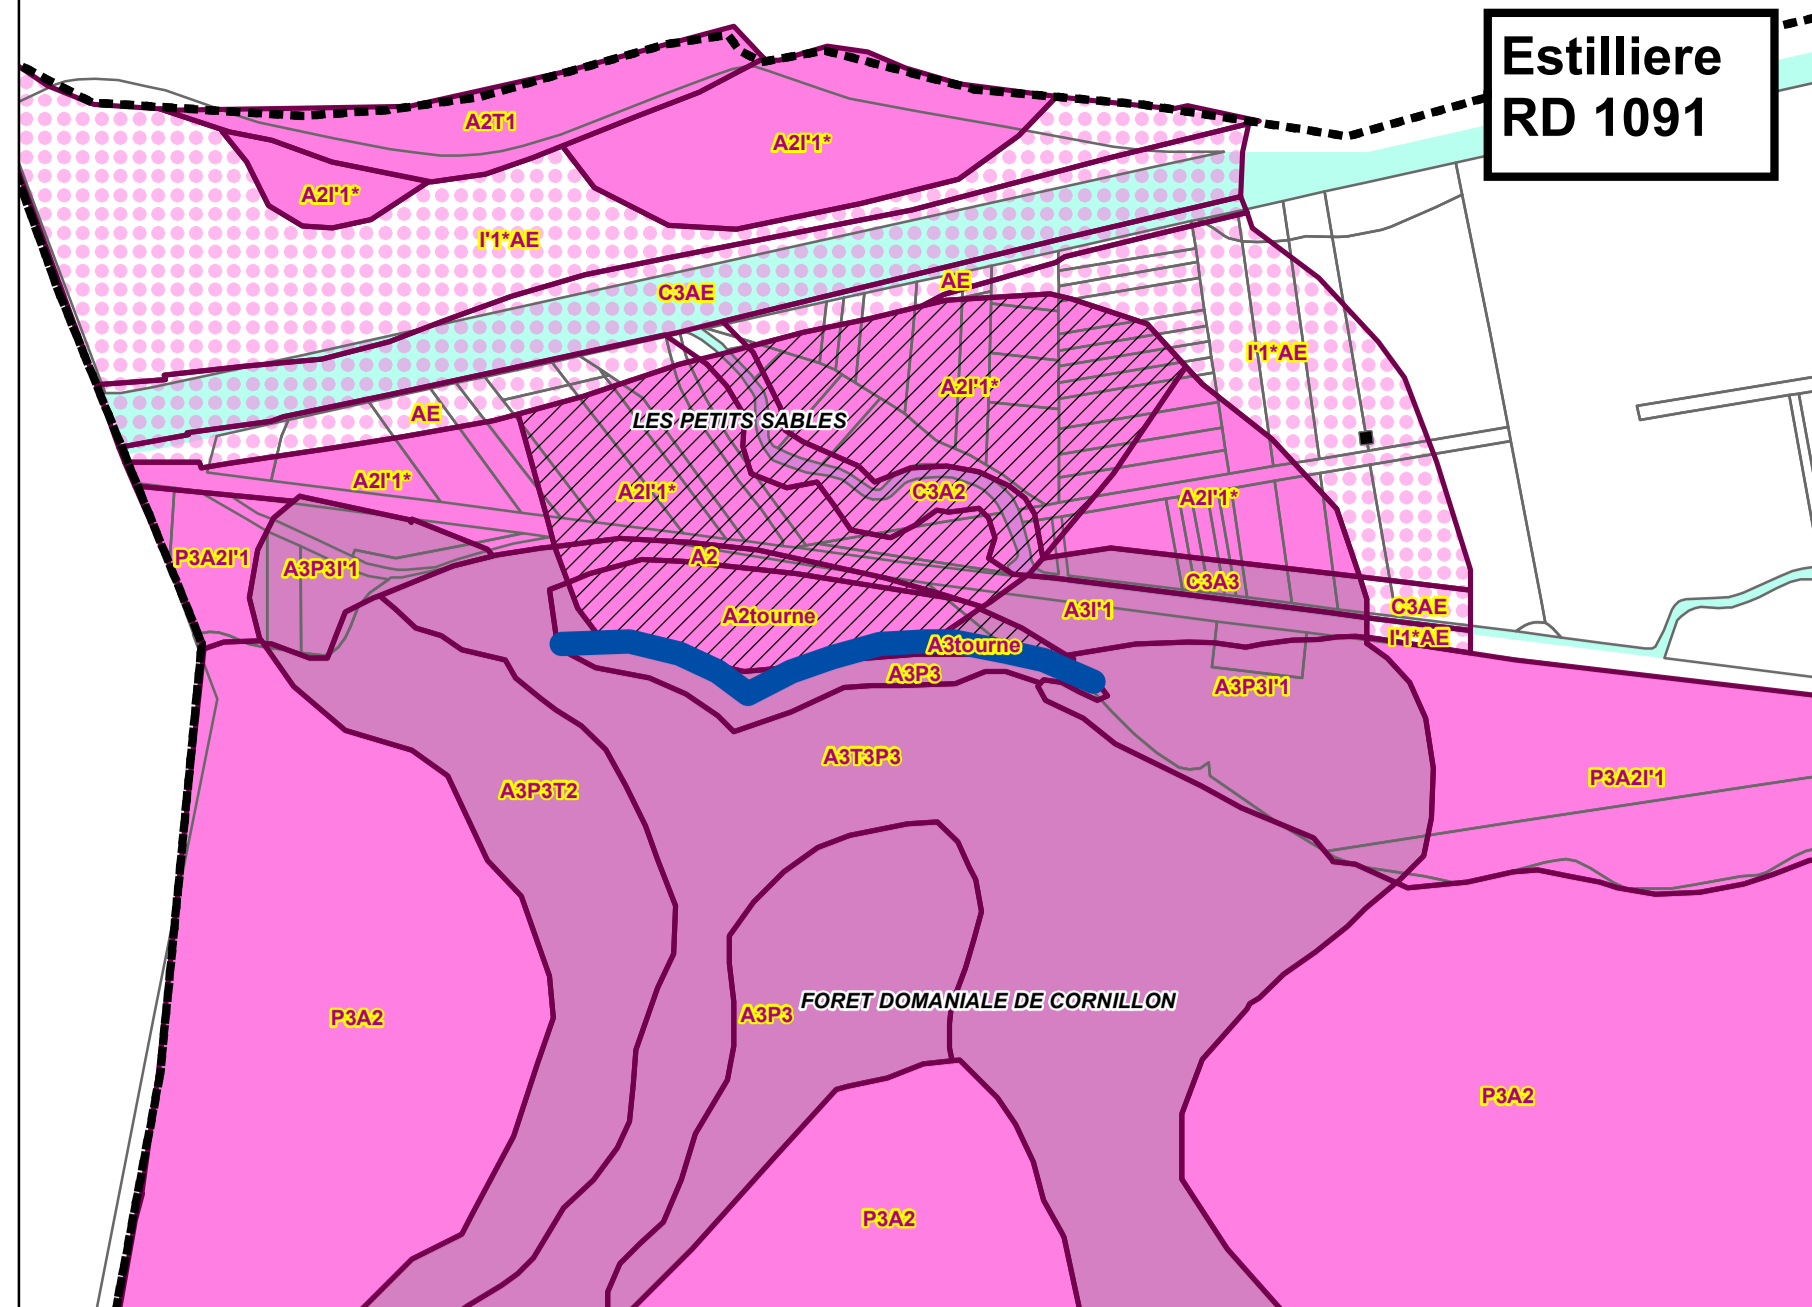 Estilliere
RD 1091
A2T1
A2I'1*
A2I'1*
I'1*AE
C3AE
AE
I'1*AE
A2I'1*
AE
LES PETITS SABLES
A2I'1*
A2I'1*
C3A2
A2I'1*
P3A2I'1
A3P3I'1
A2
C3A3
C3AE
A3I'1
A2tourne
I'1*AE
A3tourne
A3P3
A3P3I'1
A3T3P3
P3A2I'1
A3P3T2
FORET DOMANIALE DE CORNILLON
A3P3
P3A2
P3A2
P3A2